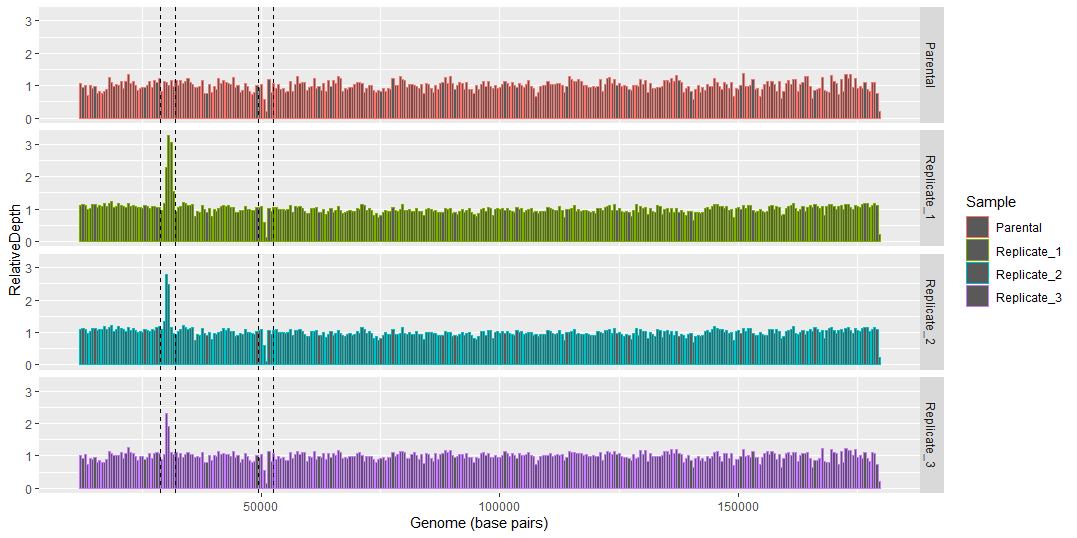 3
2
1
0
Parental
3
2
1
0
Replicate_1
3
2
1
0
Replicate_2
3
2
1
0
Replicate_3
RelativeDepth
50000
100000
150000
Genome (base pairs)
Sample
Parental
Replicate_1
Replicate_2
Replicate_3